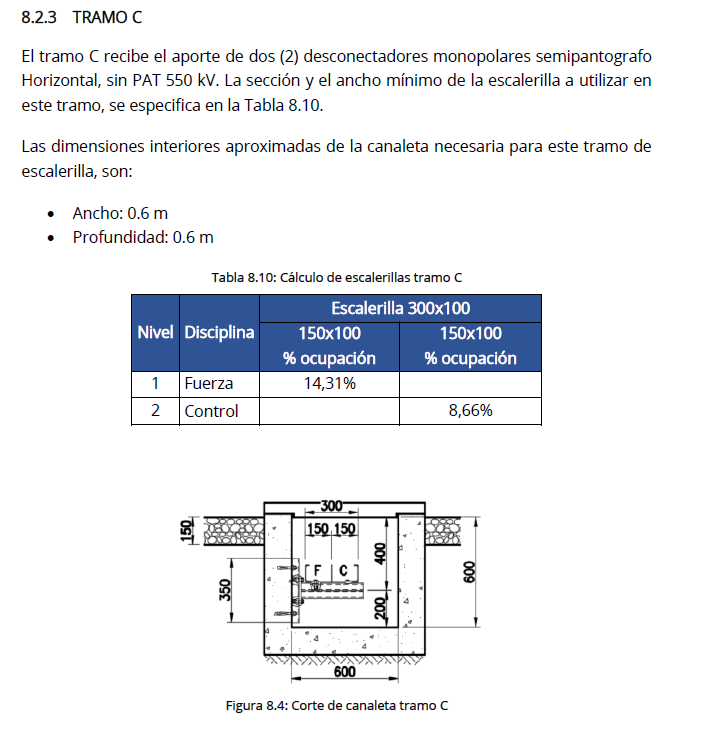 8.2.3 TRAMO C
El tramo C recibe el aporte de dos (2) desconectadores monopolares semipantografo
Horizontal, sin PAT 550 kV. La sección y el ancho mínimo de la escalerilla a utilizar en
este tramo, se especifica en la Tabla 8.10.
Las dimensiones interiores aproximadas de la canaleta necesaria para este tramo de
escalerilla, son:
• Ancho: 0.6 m
• Profundidad: 0.6 m
Tabla 8.10: Cálculo de escalerillas tramo C
Escalerilla 300x100
Nivel Disciplina 150x100 150x100
% ocupación % ocupación
1 Fuerza 14,31%
2 Control 8,66%
300
150 150
150
F C
400
350
200
600
600
Figura 8.4: Corte de canaleta tramo C